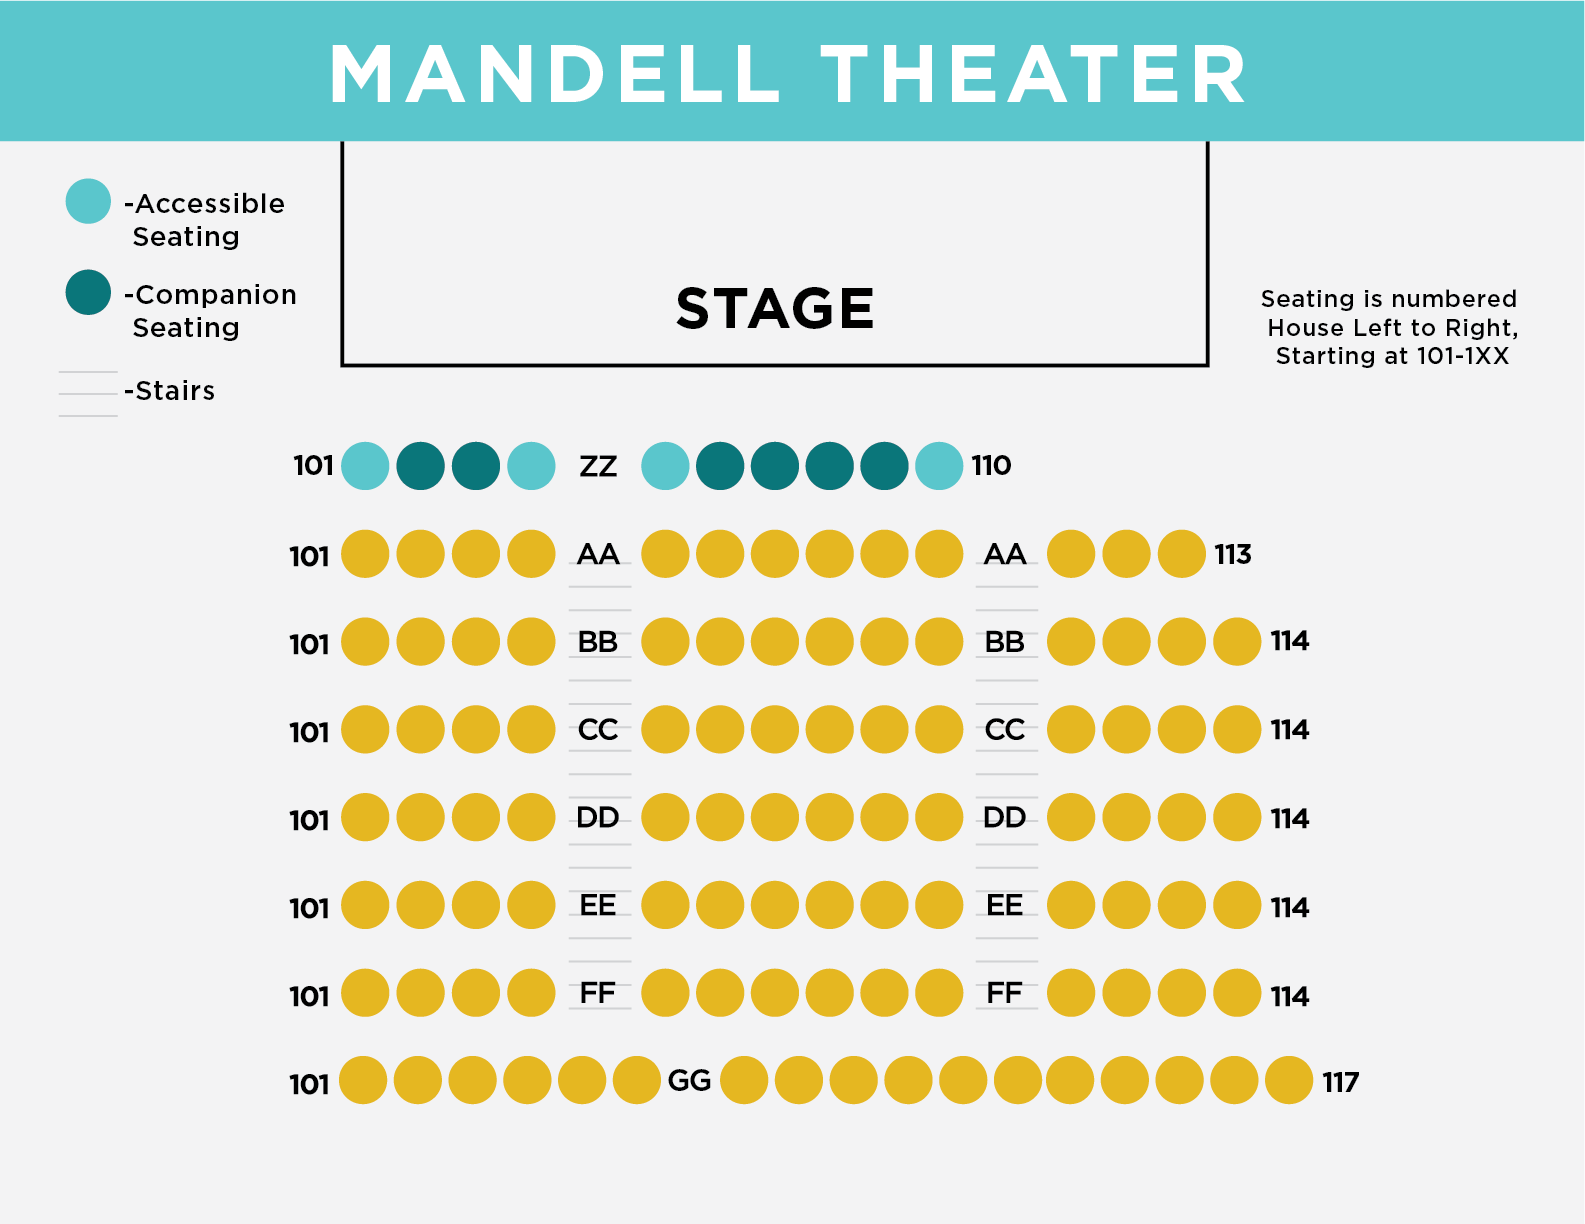 MANDELL THEATER
-Accessible
Seating
-Companion
Seating
-Stairs
STAGE
Seating is numbered
House Left to Right,
Starting at 101-1XX
101 ZZ 110
101 AA AA 113
101 BB BB 114
101 CC CC 114
101 DD DD 114
101 EE EE 114
101 FF FF 114
101 GG 117